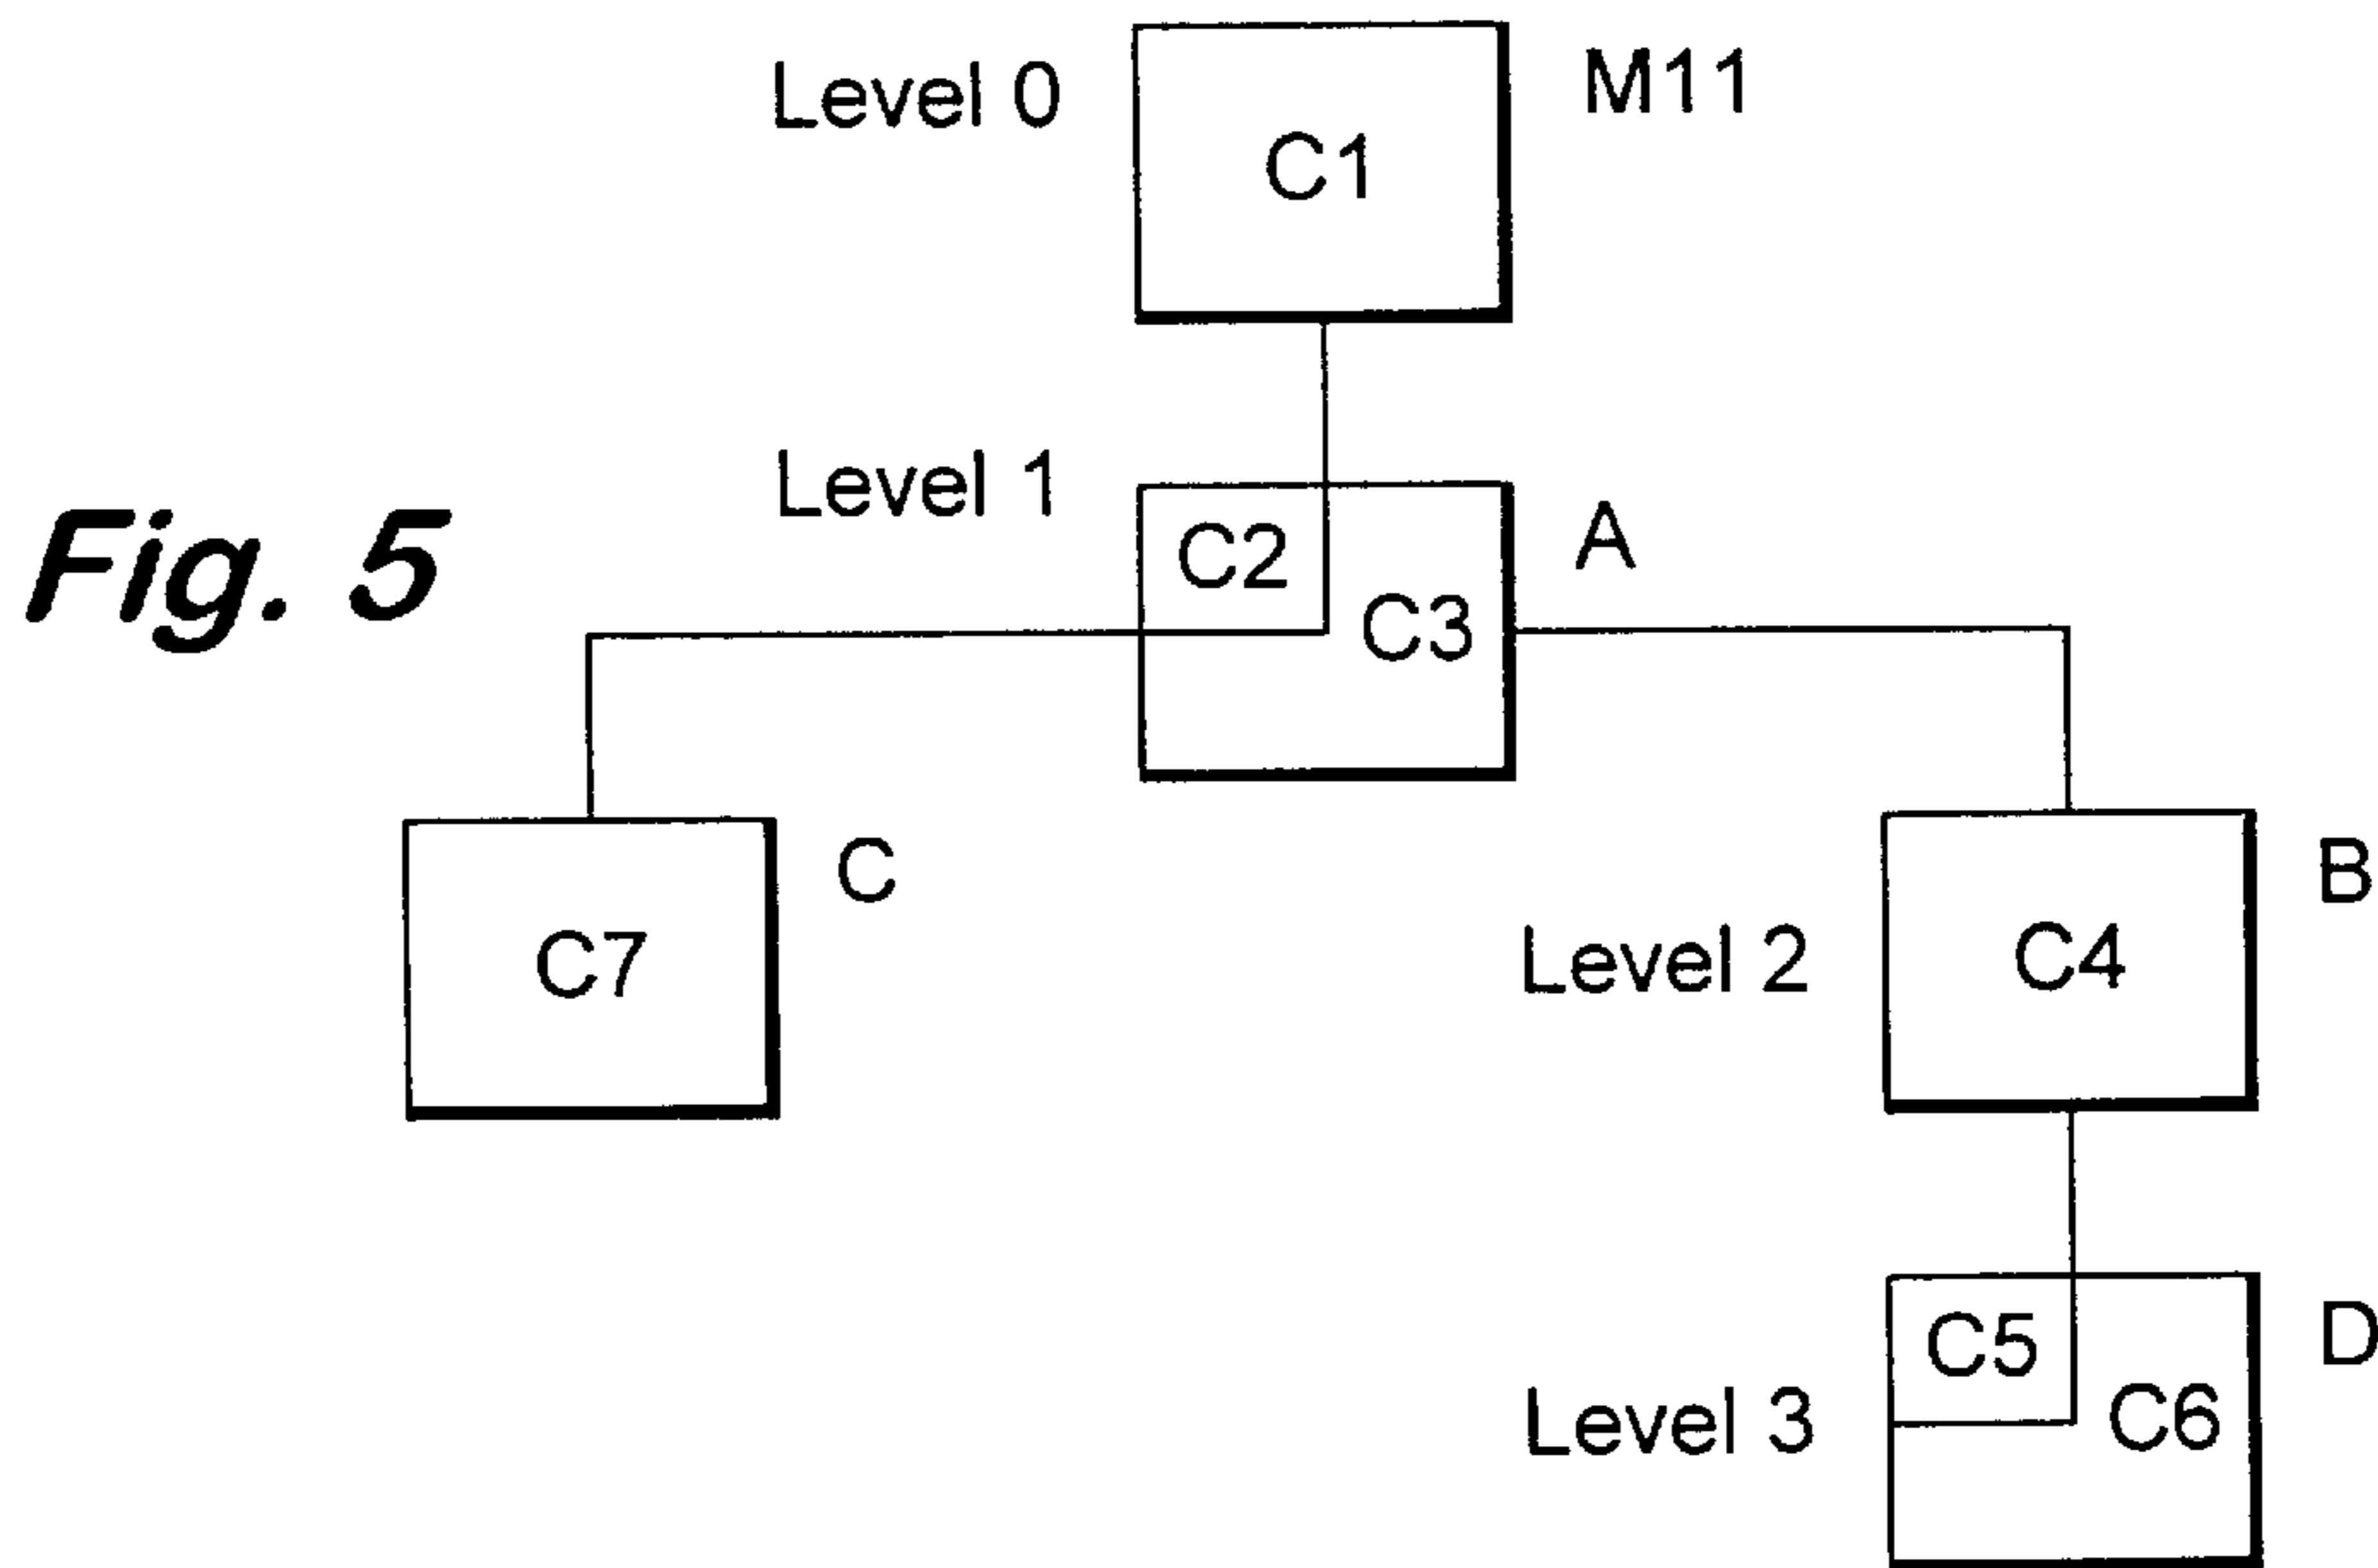 Level 0
M11
C1
Level 1
Fig. 5
C2
A
C3
C
B
C7
Level 2
C4
C5
D
Level 3
C6